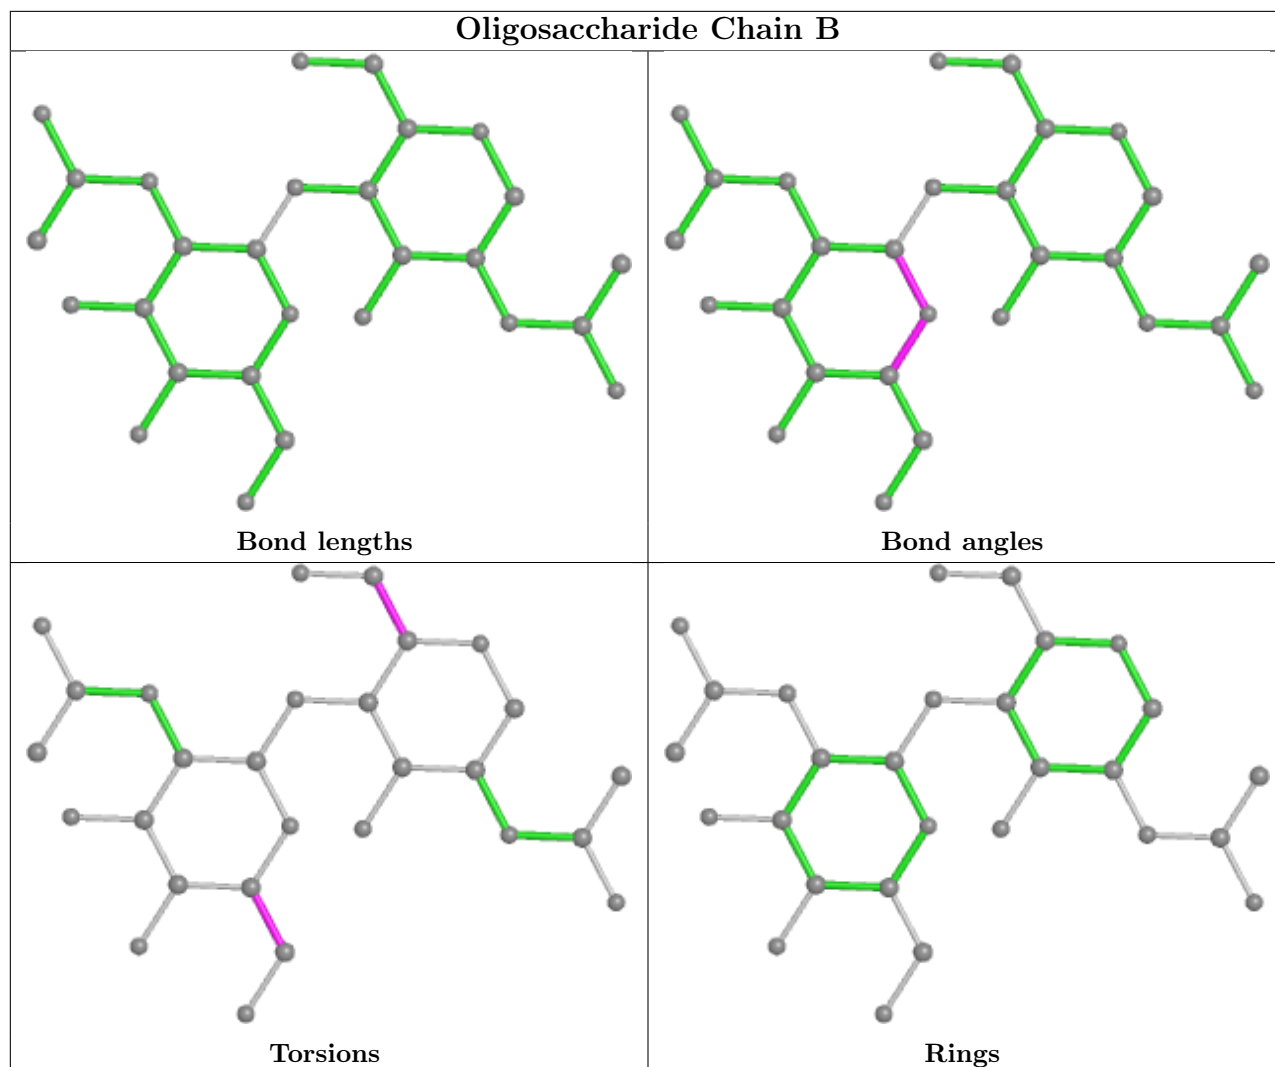 Oligosaccharide Chain B
Bond lengths
Bond angles
Torsions
Rings